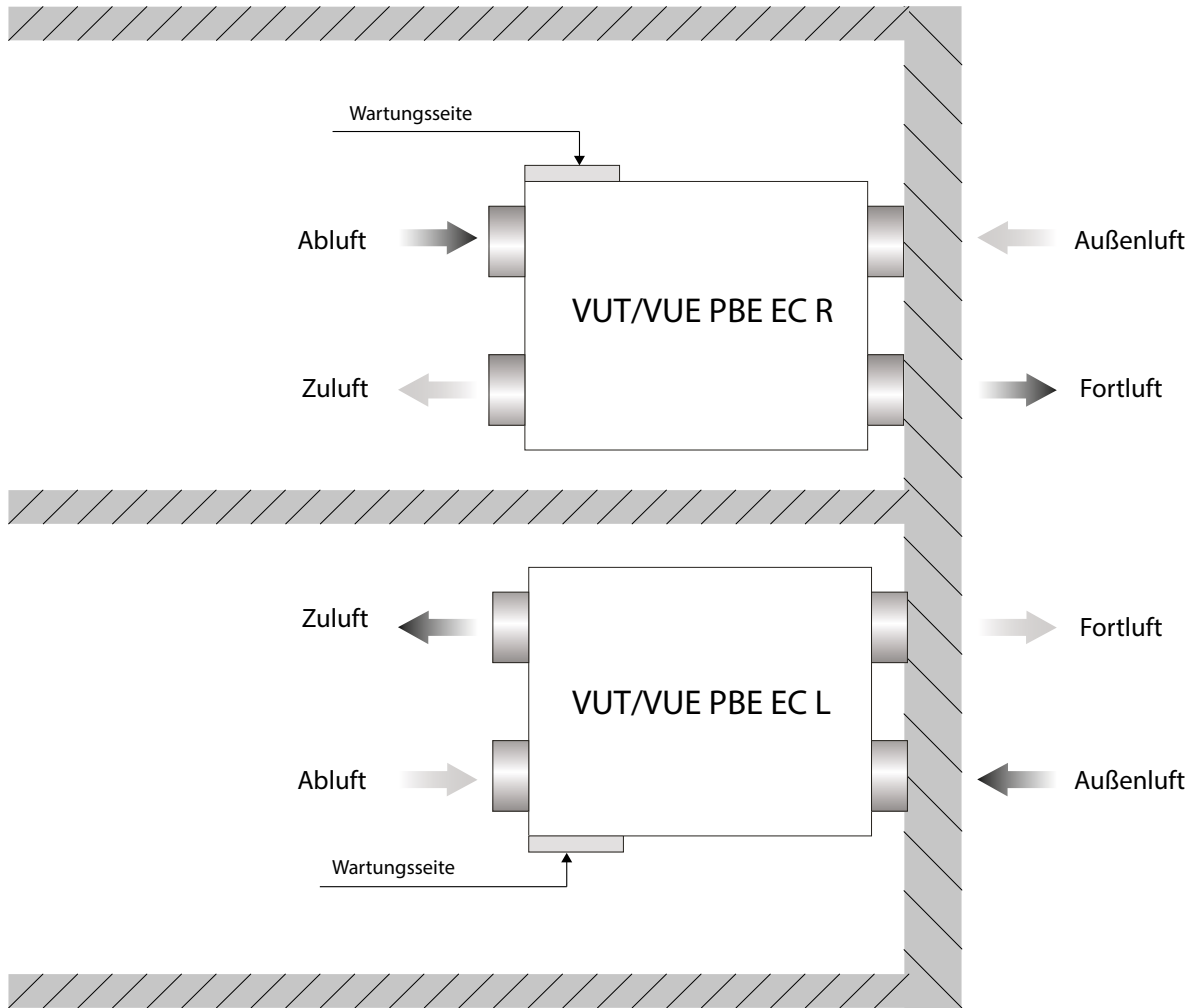 Wartungsseite
Abluft
Außenluft
VUT/VUE PBE EC R
Zuluft
Fortluft
Zuluft
Fortluft
VUT/VUE PBE EC L
Abluft
Außenluft
Wartungsseite